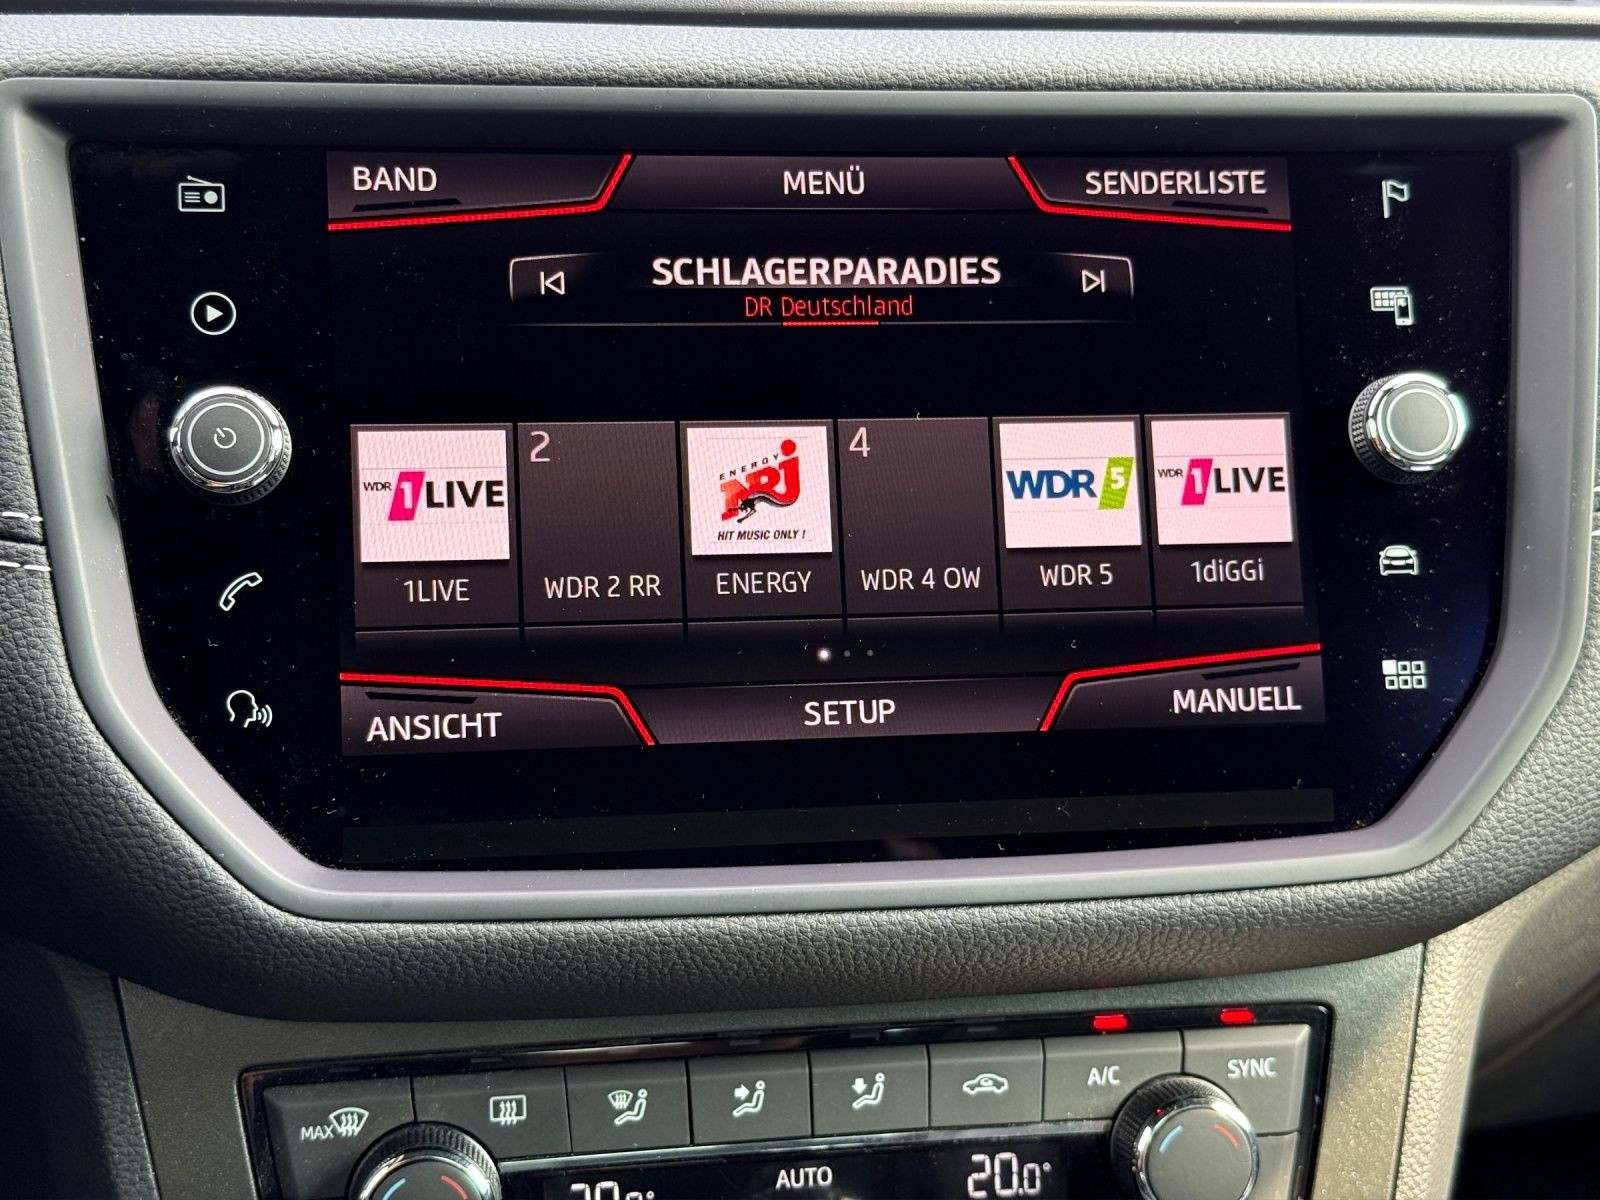 BAND MENÜ SENDERLISTE
SCHLAGERPARADIES
DR Deutschland
2 4
WDR 1LIVE
ENERGY
NRJ
HIT MUSIC ONLY!
WDR 5
WDR 1LIVE
1LIVE WDR 2 RR ENERGY WDR 4 OW WDR 5 1diGGi
ANSICHT SETUP MANUELL
MAX A/C SYNC
AUTO 20.0°